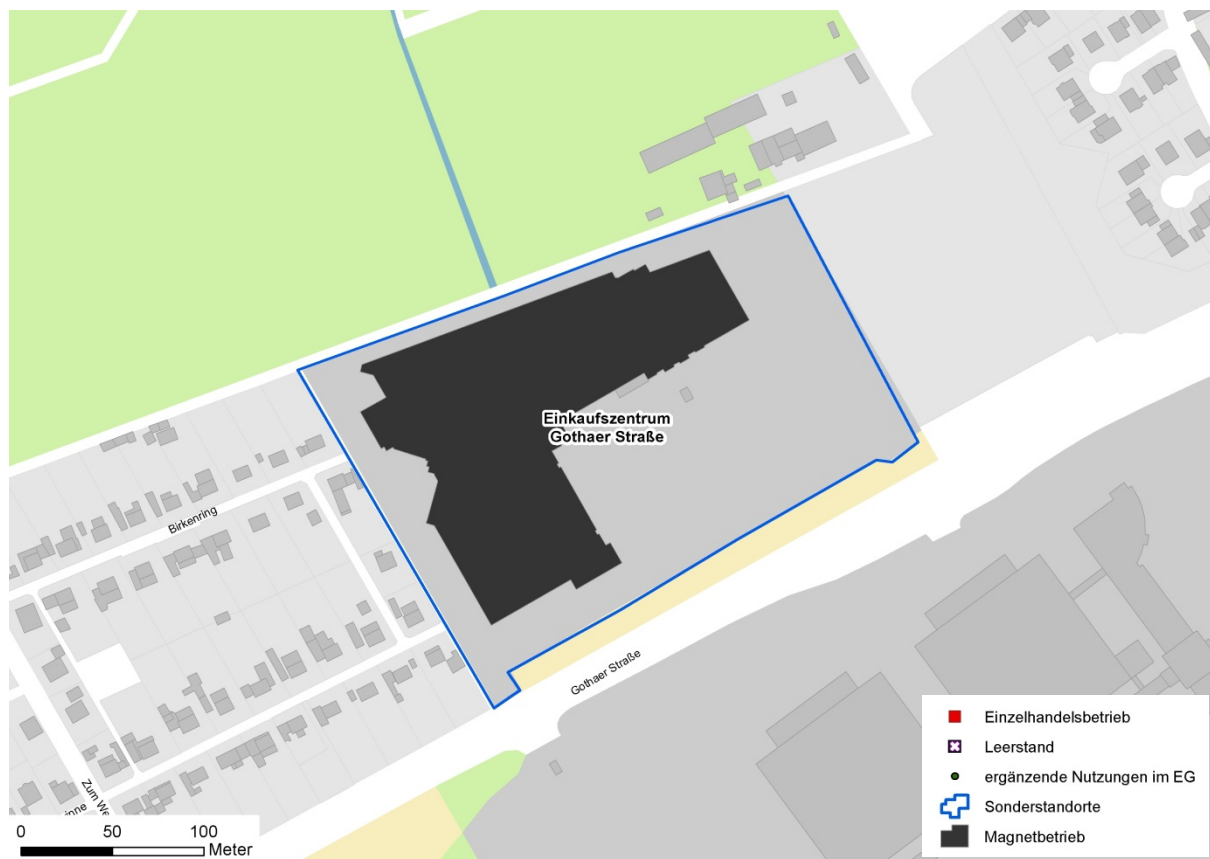 Einkaufszentrum
Gothaer Straße
Birkenring
Gothaer Straße
Zum We
inne
0 50 100
Meter
Einzelhandelsbetrieb
Leerstand
ergänzende Nutzungen im EG
Sonderstandorte
Magnetbetrieb